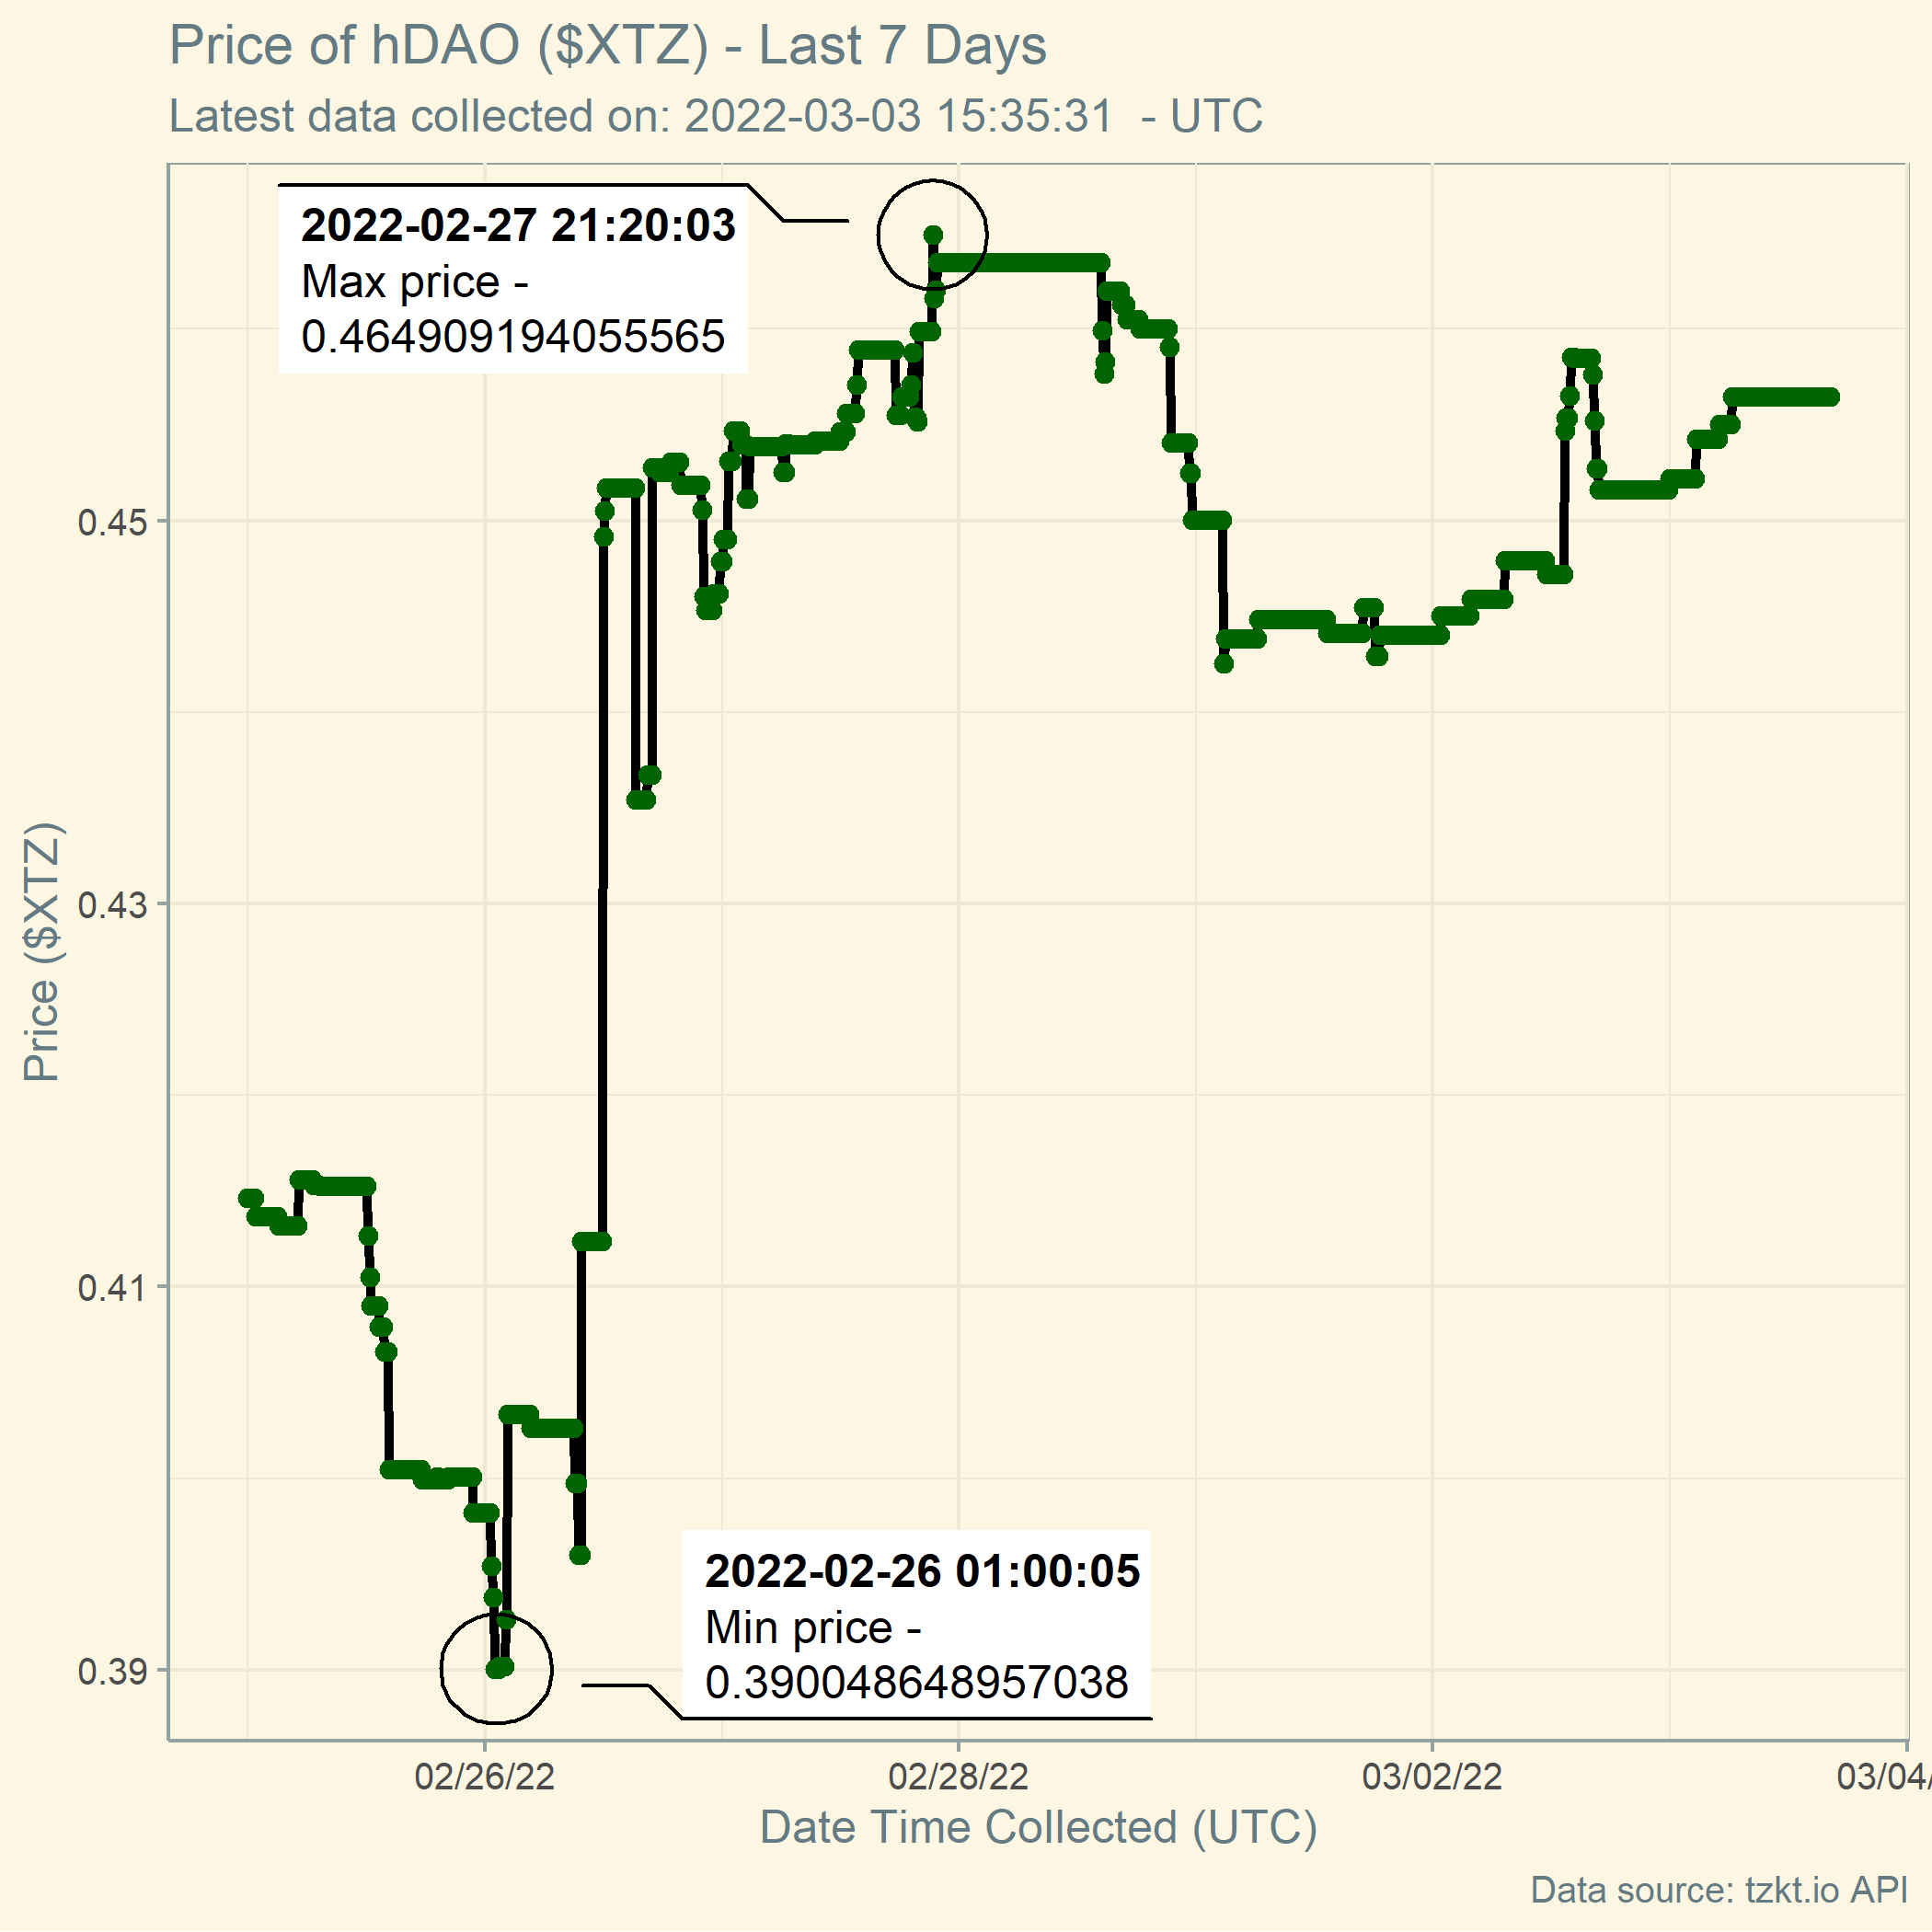 Price of hDAO ($XTZ) - Last 7 Days
Latest data collected on: 2022-03-03 15:35:31  - UTC
2022-02-27 21:20:03
Max price -
0.464909194055565
0.45
0.43
0.41
0.39
Price ($XTZ)
2022-02-26 01:00:05
Min price -
0.390048648957038
02/26/22
02/28/22
03/02/22
03/04/
Date Time Collected (UTC)
Data source: tzkt.io API